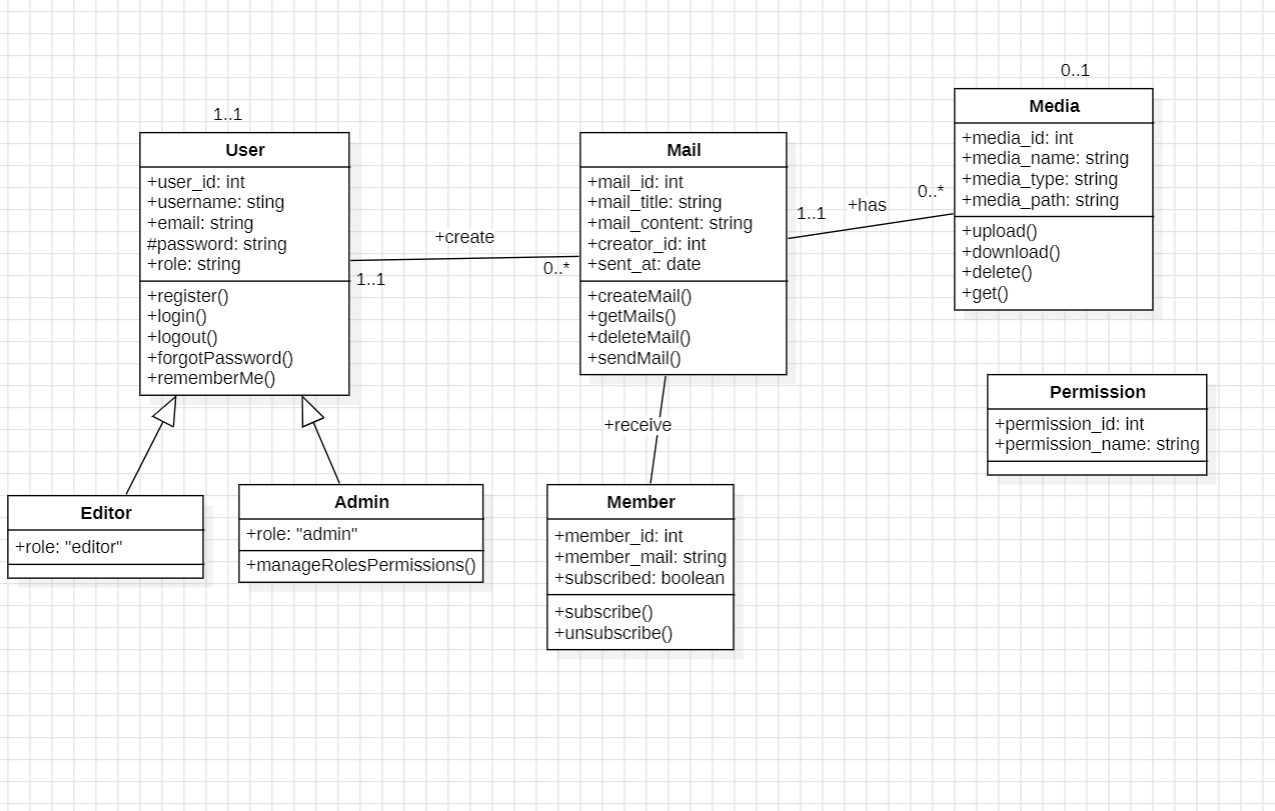 1..1
User
+user_id: int
+username: sting
+email: string
#password: string
+role: string
+register()
+login()
+logout()
+forgotPassword()
+rememberMe()
+create
1..1
0..*
Mail
+mail_id: int
+mail_title: string
+mail_content: string
+creator_id: int
+sent_at: date
+createMail()
+getMails()
+deleteMail()
+sendMail()
1..1
+has
0..*
0..1
Media
+media_id: int
+media_name: string
+media_type: string
+media_path: string
+upload()
+download()
+delete()
+get()
Permission
+permission_id: int
+permission_name: string
+receive
Editor
+role: "editor"
Admin
+role: "admin"
+manageRolesPermissions()
Member
+member_id: int
+member_mail: string
+subscribed: boolean
+subscribe()
+unsubscribe()